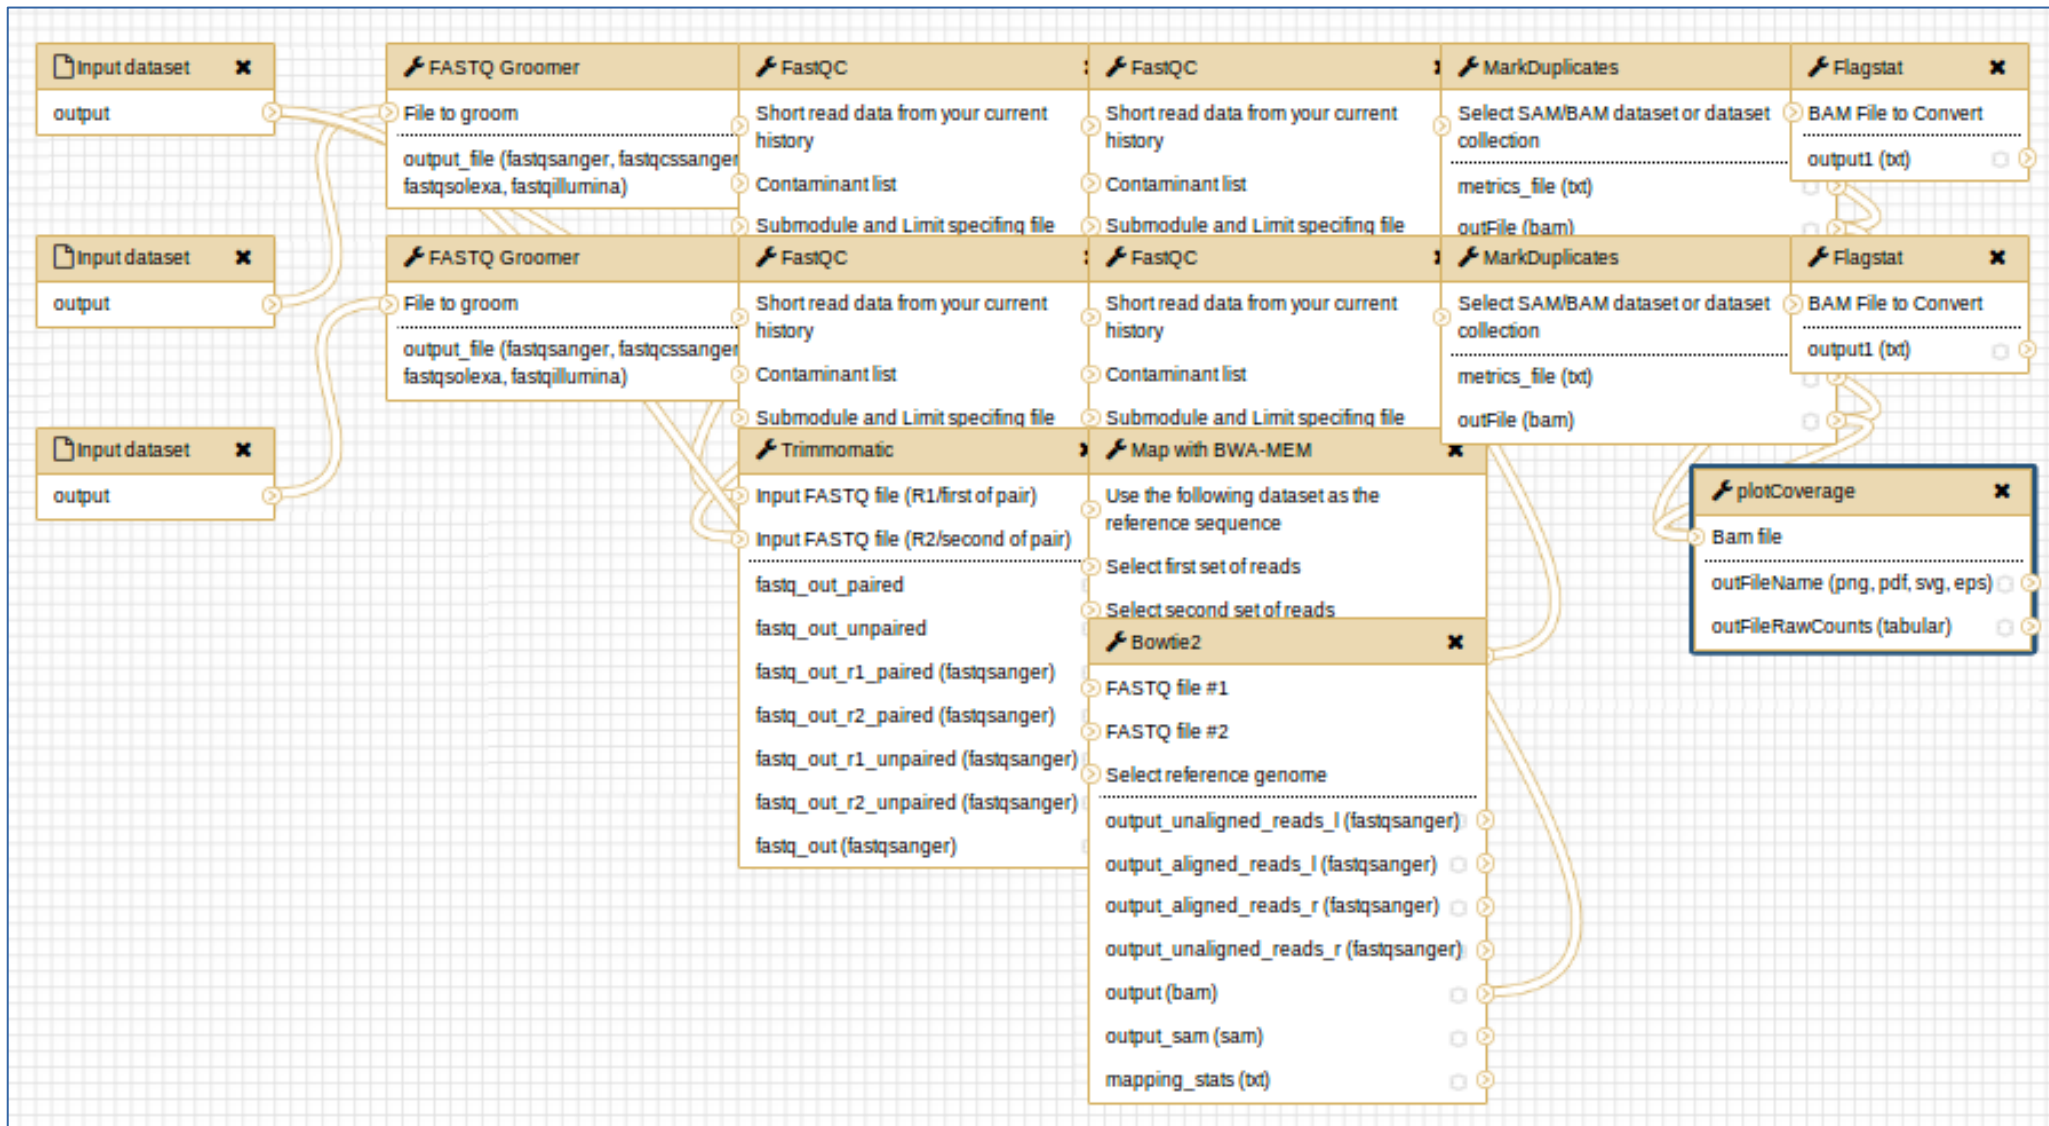 Input dataset
output
Input dataset
output
Input dataset
output
FASTQ Groomer
File to groom
output_file (fastqsanger, fastqcssanger
fastqsolexa, fastqillumina)
FASTQ Groomer
File to groom
output_file (fastqsanger, fastqcssanger
fastqsolexa, fastqillumina)
FastQC
Short read data from your current
history
Contaminant list
Submodule and Limit specifing file
FastQC
Short read data from your current
history
Contaminant list
Submodule and Limit specifing file
Trimmomatic
Input FASTQ file (R1/first of pair)
Input FASTQ file (R2/second of pair)
fastq_out_paired
fastq_out_unpaired
fastq_out_r1_paired (fastqsanger)
fastq_out_r2_paired (fastqsanger)
fastq_out_r1_unpaired (fastqsanger)
fastq_out_r2_unpaired (fastqsanger)
fastq_out (fastqsanger)
FastQC
Short read data from your current
history
Contaminant list
Submodule and Limit specifing file
FastQC
Short read data from your current
history
Contaminant list
Submodule and Limit specifing file
Map with BWA-MEM
Use the following dataset as the
reference sequence
Select first set of reads
Select second set of reads
Bowtie2
FASTQ file #1
FASTQ file #2
Select reference genome
output_unaligned_reads_l (fastqsanger)
output_aligned_reads_l (fastqsanger)
output_aligned_reads_r (fastqsanger)
output_unaligned_reads_r (fastqsanger)
output (bam)
output_sam (sam)
mapping_stats (txt)
MarkDuplicates
Select SAM/BAM dataset or dataset
collection
metrics_file (txt)
outFile (bam)
MarkDuplicates
Select SAM/BAM dataset or dataset
collection
metrics_file (txt)
outFile (bam)
Flagstat
BAM File to Convert
output1 (txt)
Flagstat
BAM File to Convert
output1 (txt)
plotCoverage
Bam file
outFileName (png, pdf, svg, eps)
outFileRawCounts (tabular)